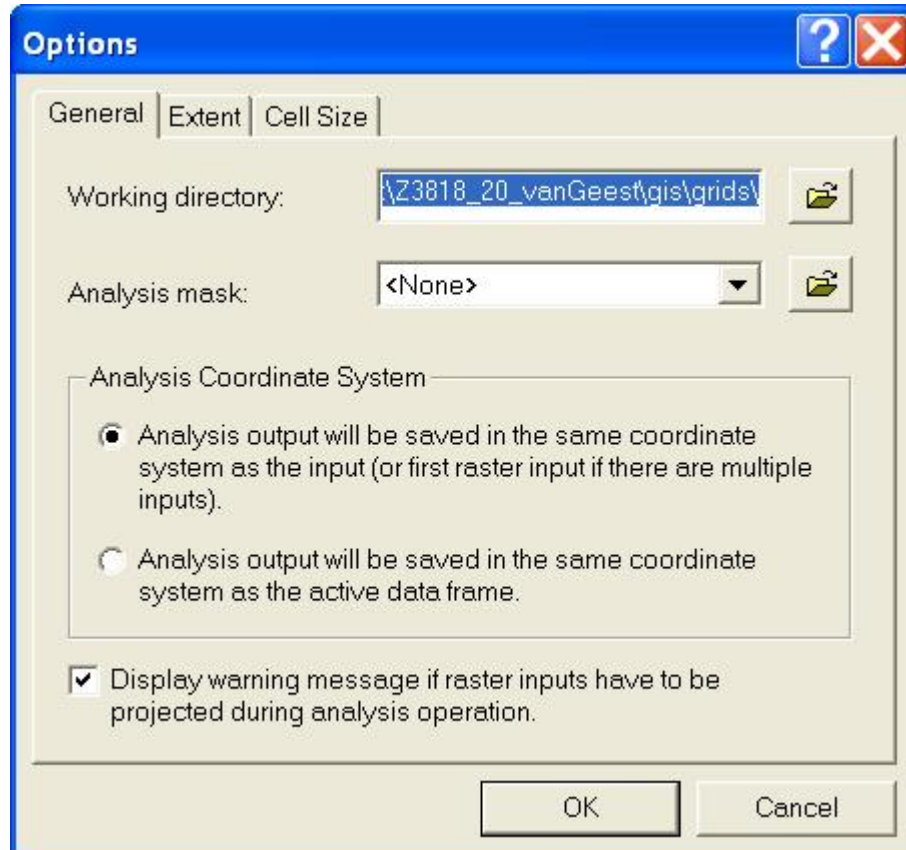 Options
General
Extent
Cell Size
Working directory:
\Z3818_20_vanGeest\gis\grids\
Analysis mask:
<None>
Analysis Coordinate System
Analysis output will be saved in the same coordinate
system as the input (or first raster input if there are multiple
inputs).
Analysis output will be saved in the same coordinate
system as the active data frame.
Display warning message if raster inputs have to be
projected during analysis operation.
OK
Cancel